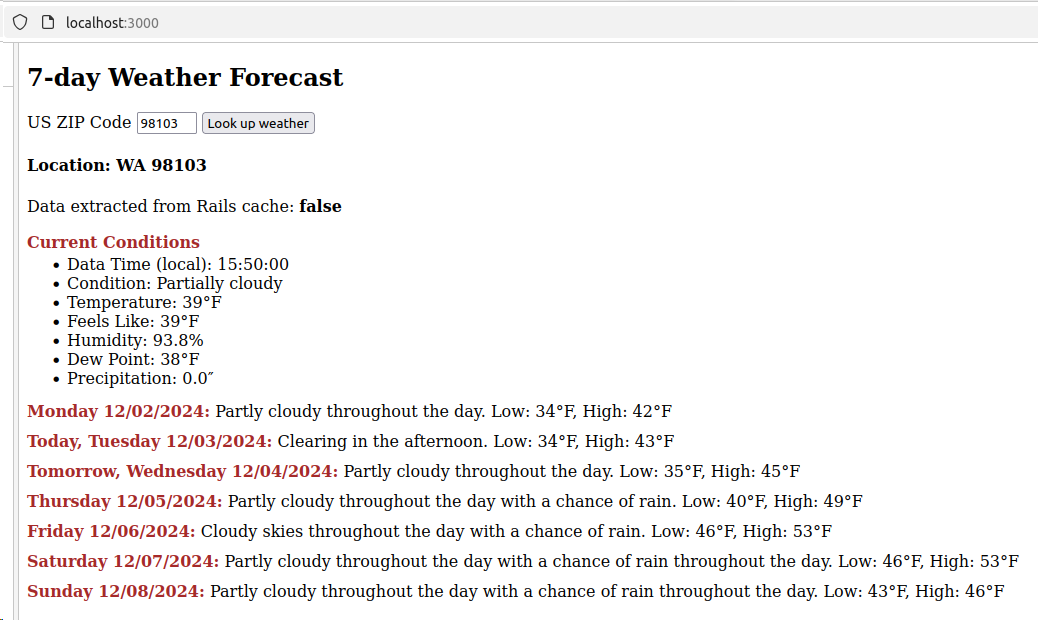 localhost:3000
7-day Weather Forecast
US ZIP Code 98103 Look up weather
Location: WA 98103
Data extracted from Rails cache: false
Current Conditions
• Data Time (local): 15:50:00
• Condition: Partially cloudy
• Temperature: 39°F
• Feels Like: 39°F
• Humidity: 93.8%
• Dew Point: 38°F
• Precipitation: 0.0″
Monday 12/02/2024: Partly cloudy throughout the day. Low: 34°F, High: 42°F
Today, Tuesday 12/03/2024: Clearing in the afternoon. Low: 34°F, High: 43°F
Tomorrow, Wednesday 12/04/2024: Partly cloudy throughout the day. Low: 35°F, High: 45°F
Thursday 12/05/2024: Partly cloudy throughout the day with a chance of rain. Low: 40°F, High: 49°F
Friday 12/06/2024: Cloudy skies throughout the day with a chance of rain. Low: 46°F, High: 53°F
Saturday 12/07/2024: Partly cloudy throughout the day with a chance of rain throughout the day. Low: 46°F, High: 53°F
Sunday 12/08/2024: Partly cloudy throughout the day with a chance of rain throughout the day. Low: 43°F, High: 46°F